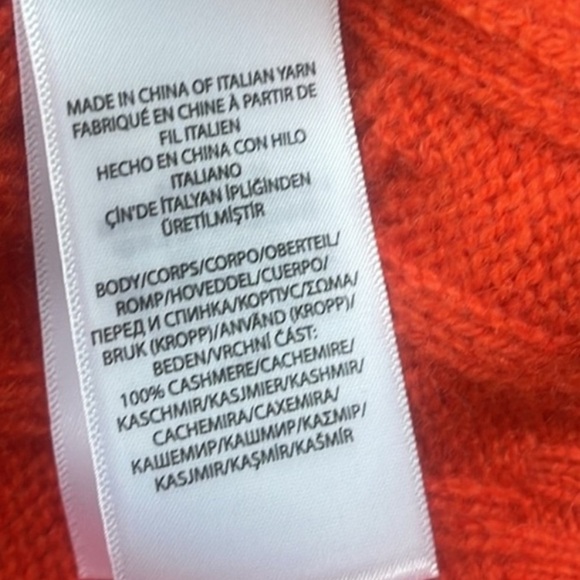 MADE IN CHINA OF ITALIAN YARN
FABRIQUÉ EN CHINE À PARTIR DE
FIL ITALIEN
HECHO EN CHINA CON HILO
ITALIANO
ÇİN'DE İTALYAN İPLİĞİNDEN
ÜRETİLMİŞTİR
BODY/CORPS/CORPO/OBERTEIL/
ROMP/HOVEDDEL/CUERPO/
ПЕРЕД И СПИНКА/КОРПУС/ΣΩΜΑ/
BRUK (KROPP)/ANVÄND (KROPP)/
BEDEN/VRCHNÍ ČÁST:
100% CASHMERE/CACHEMIRE/
KASCHMIR/KASJMIER/KASHMIR/
CACHEMIRA/CAXEMIRA/
КАШЕМИР/КАШМИР/ΚΑΣΜΙΡ/
KASJMIR/KAŞMİR/KAŠMÍR